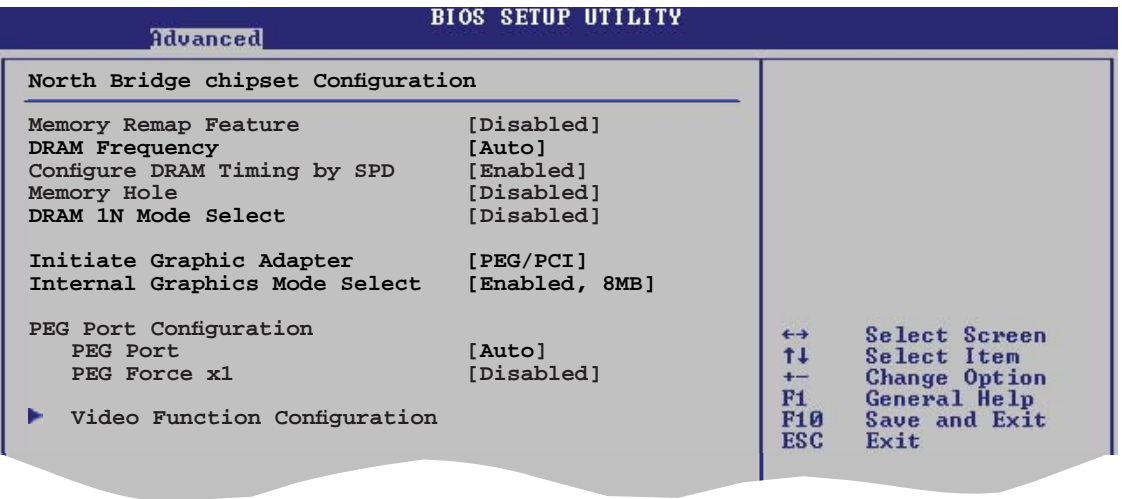 BIOS SETUP UTILITY
Advanced
North Bridge chipset Configuration
Memory Remap Feature [Disabled]
DRAM Frequency [Auto]
Configure DRAM Timing by SPD [Enabled]
Memory Hole [Disabled]
DRAM 1N Mode Select [Disabled]
Initiate Graphic Adapter [PEG/PCI]
Internal Graphics Mode Select [Enabled, 8MB]
PEG Port Configuration
PEG Port [Auto]
PEG Force x1 [Disabled]
Video Function Configuration
←→ Select Screen
↑↓ Select Item
+- Change Option
F1 General Help
F10 Save and Exit
ESC Exit